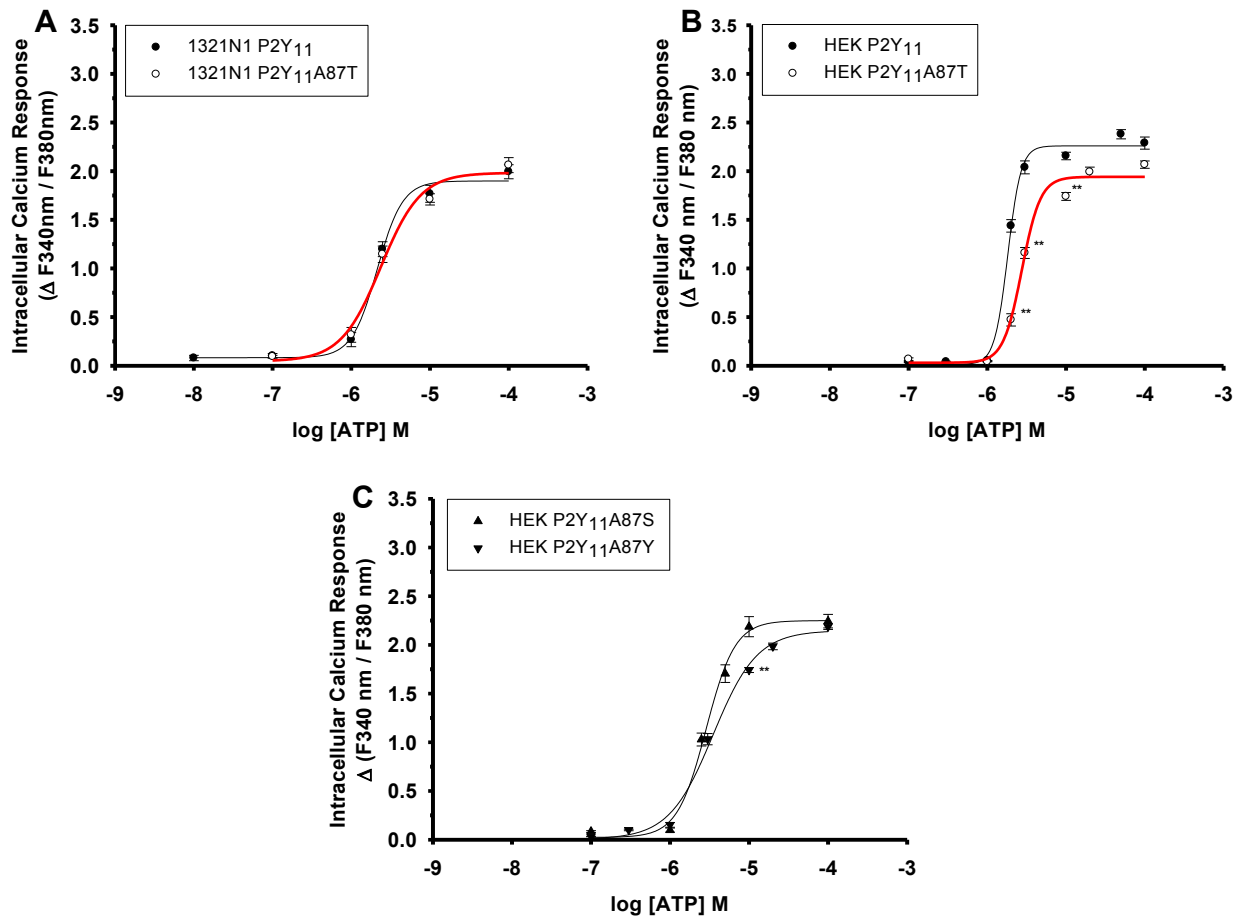 A
1321N1 P2Y11
1321N1 P2Y11A87T
Intracellular Calcium Response
(Δ F340nm / F380nm)
3.5
3.0
2.5
2.0
1.5
1.0
0.5
0.0
-9 -8 -7 -6 -5 -4 -3
log [ATP] M
B
HEK P2Y11
HEK P2Y11A87T
Intracellular Calcium Response
(Δ F340 nm / F380 nm)
3.5
3.0
2.5
2.0
1.5
1.0
0.5
0.0
**
**
**
-9 -8 -7 -6 -5 -4 -3
log [ATP] M
C
HEK P2Y11A87S
HEK P2Y11A87Y
Intracellular Calcium Response
Δ (F340 nm / F380 nm)
3.5
3.0
2.5
2.0
1.5
1.0
0.5
0.0
**
-9 -8 -7 -6 -5 -4 -3
log [ATP] M